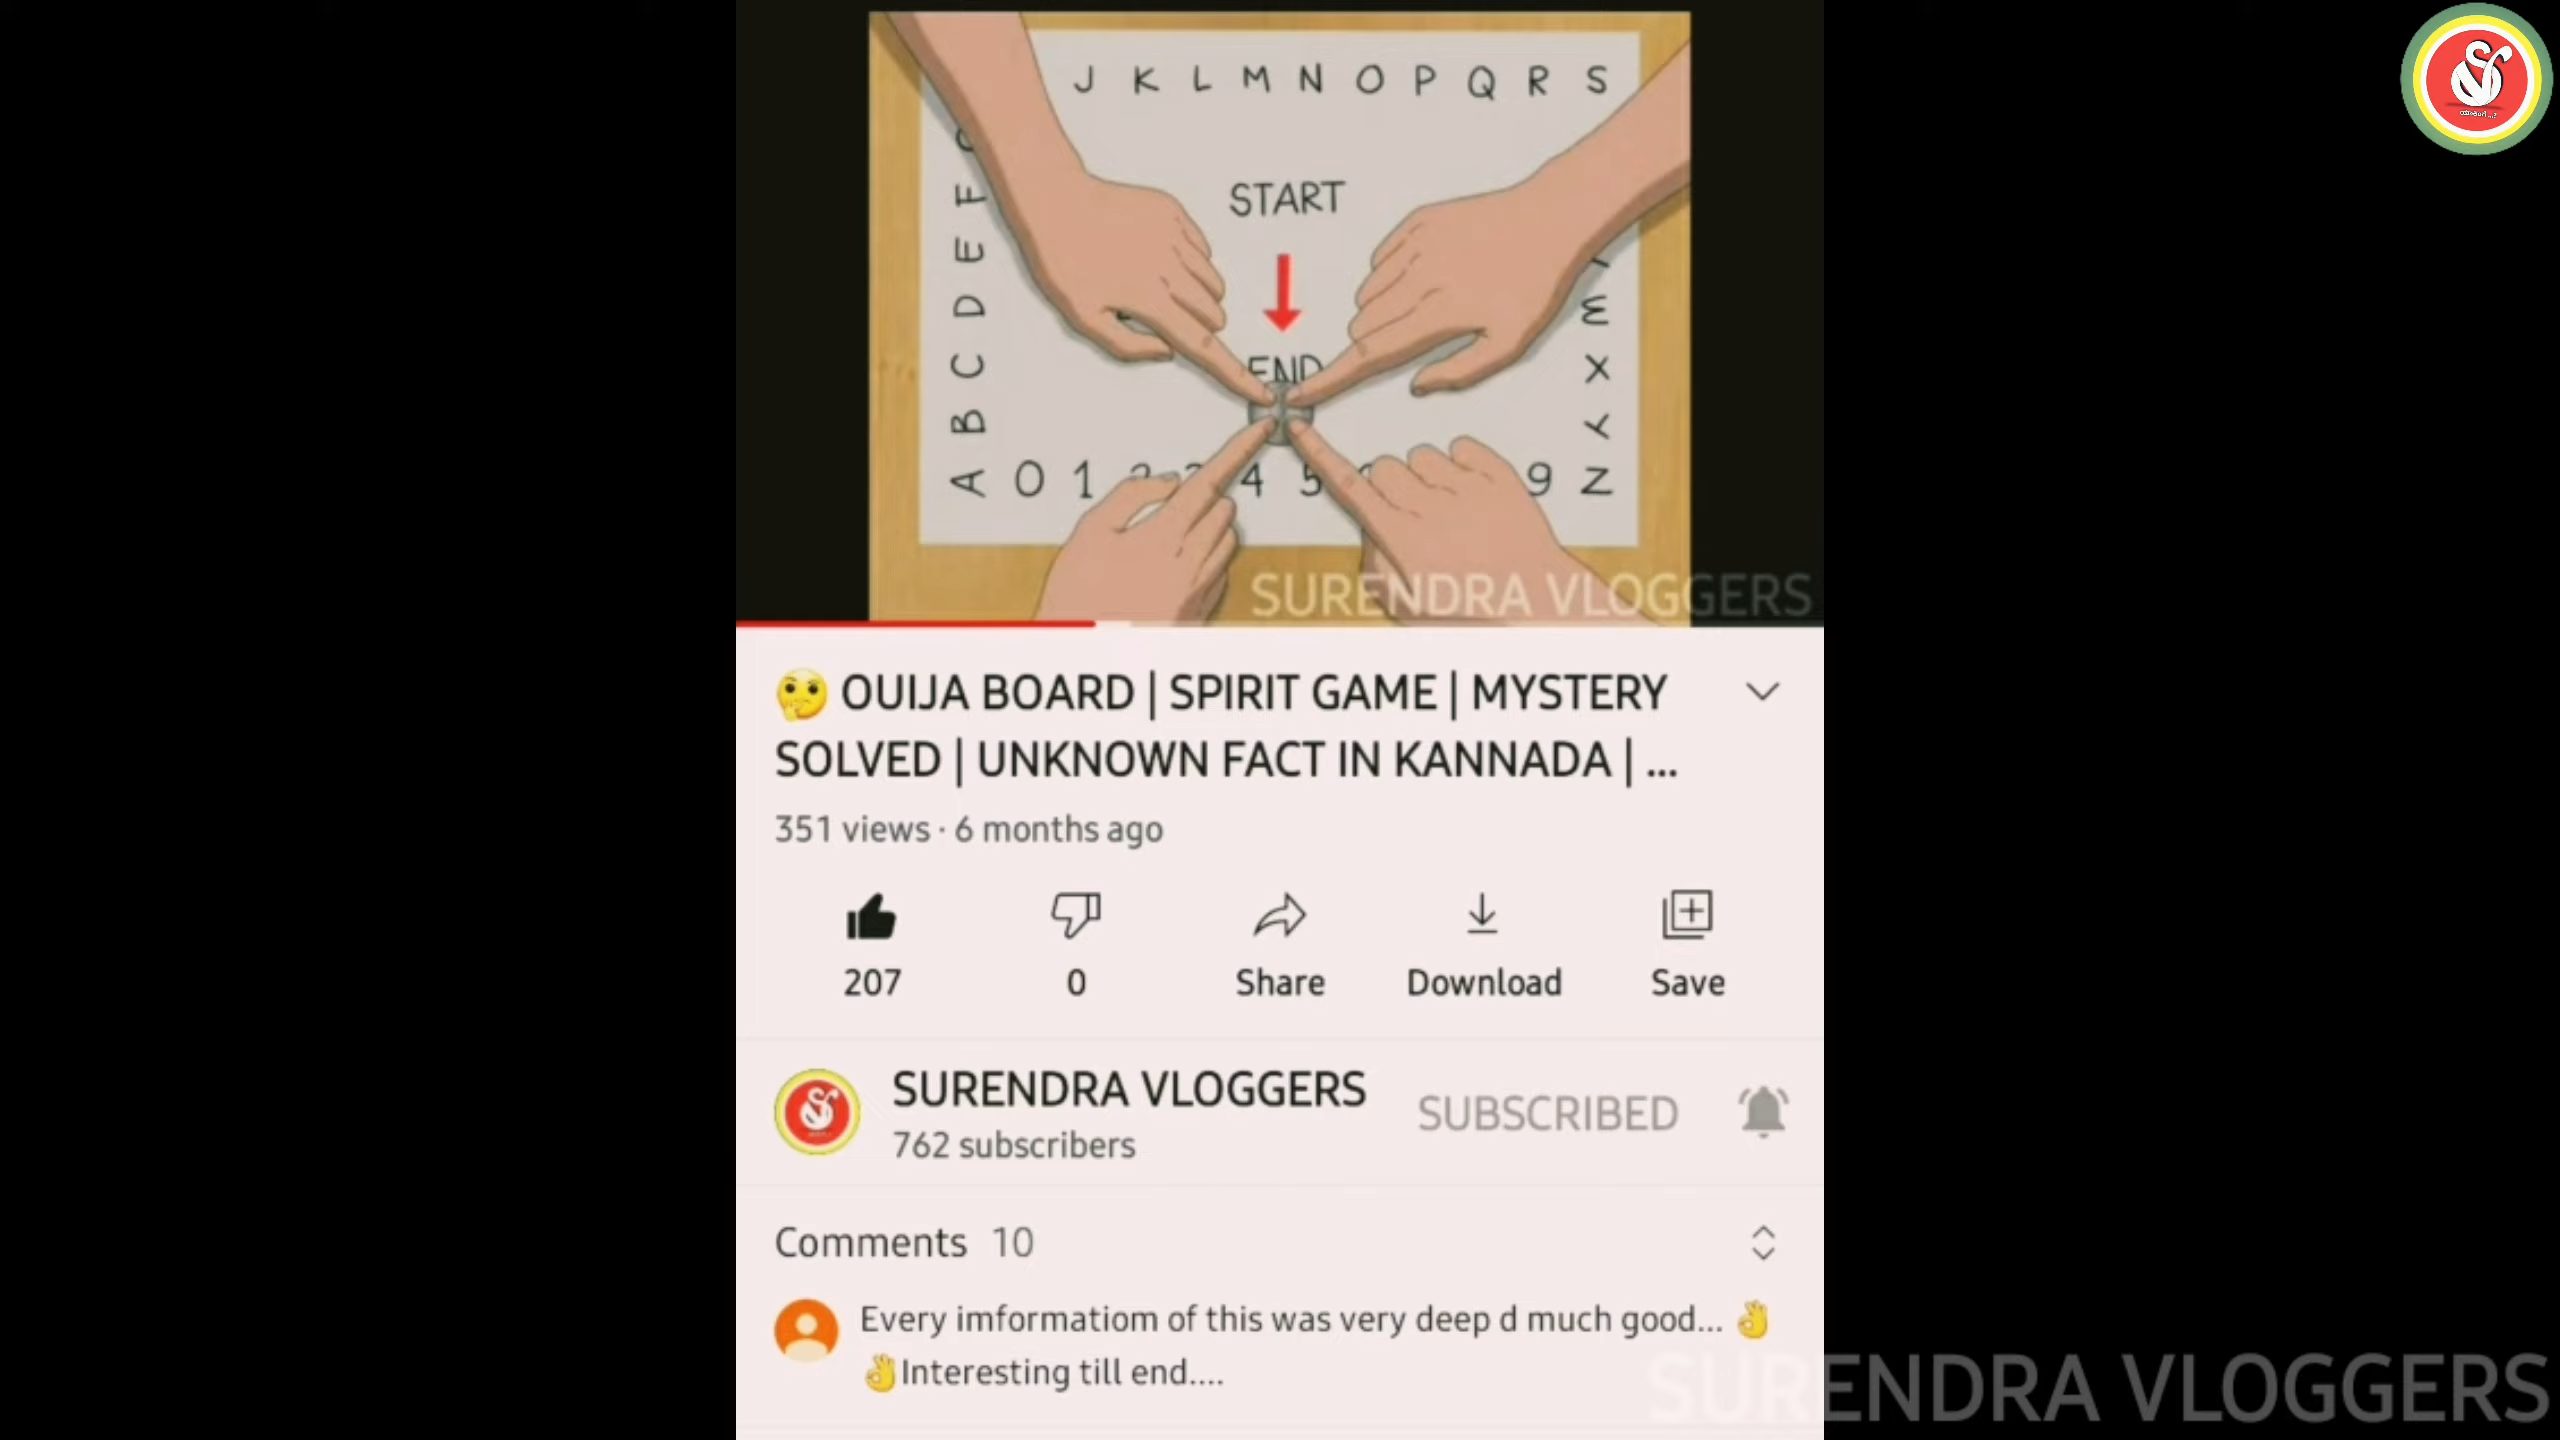 J K L M N O P Q R S
START
END
A B C D E F
W X Y Z
0 1 4 5 9
SURENDRA VLOGGERS
🤔 OUIJA BOARD | SPIRIT GAME | MYSTERY
SOLVED | UNKNOWN FACT IN KANNADA | ...
351 views · 6 months ago
207
0
Share
Download
Save
SURENDRA VLOGGERS
762 subscribers
SUBSCRIBED
Comments 10
Every imformatiom of this was very deep d much good... 👌
👌Interesting till end....
SURENDRA VLOGGERS